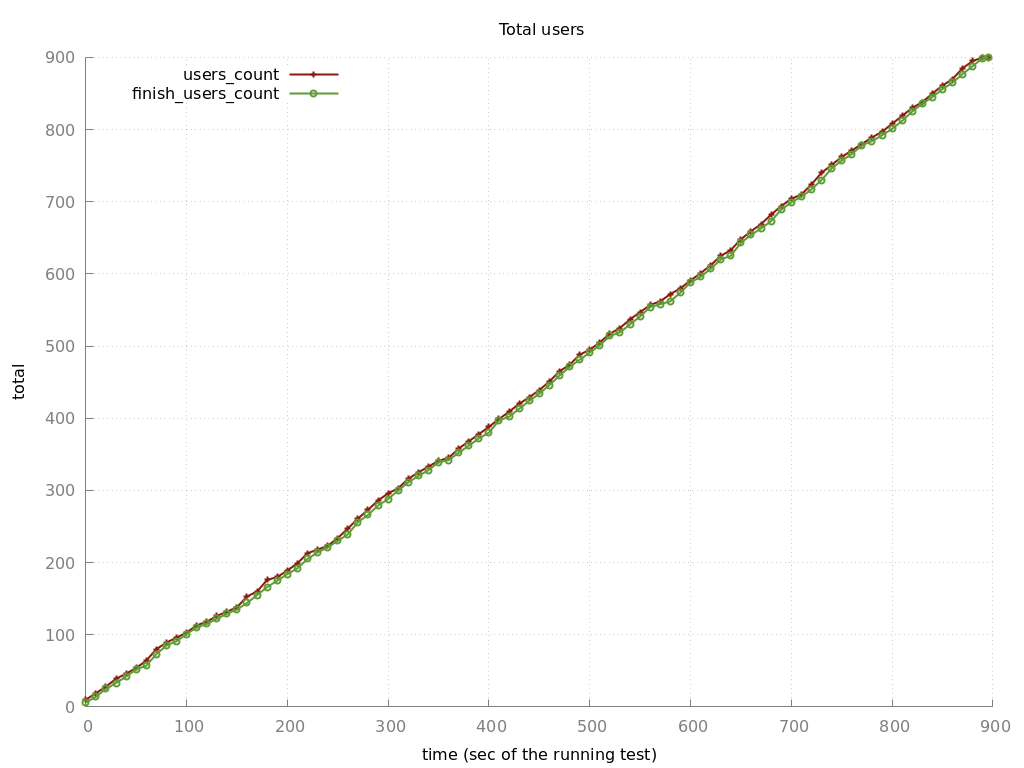 Total users
users_count
finish_users_count
900
800
700
600
500
400
300
200
100
0
total
0 100 200 300 400 500 600 700 800 900
time (sec of the running test)